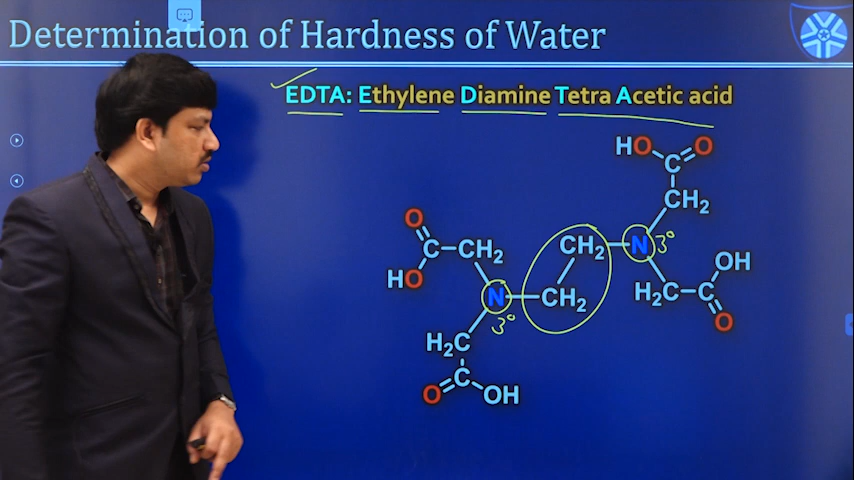 Determination of Hardness of Water
EDTA: Ethylene Diamine Tetra Acetic acid
HO
C
O
CH₂
O
C
CH₂
CH₂
N
3°
HO
OH
N
CH₂
H₂C
C
3°
O
H₂C
C
O
OH